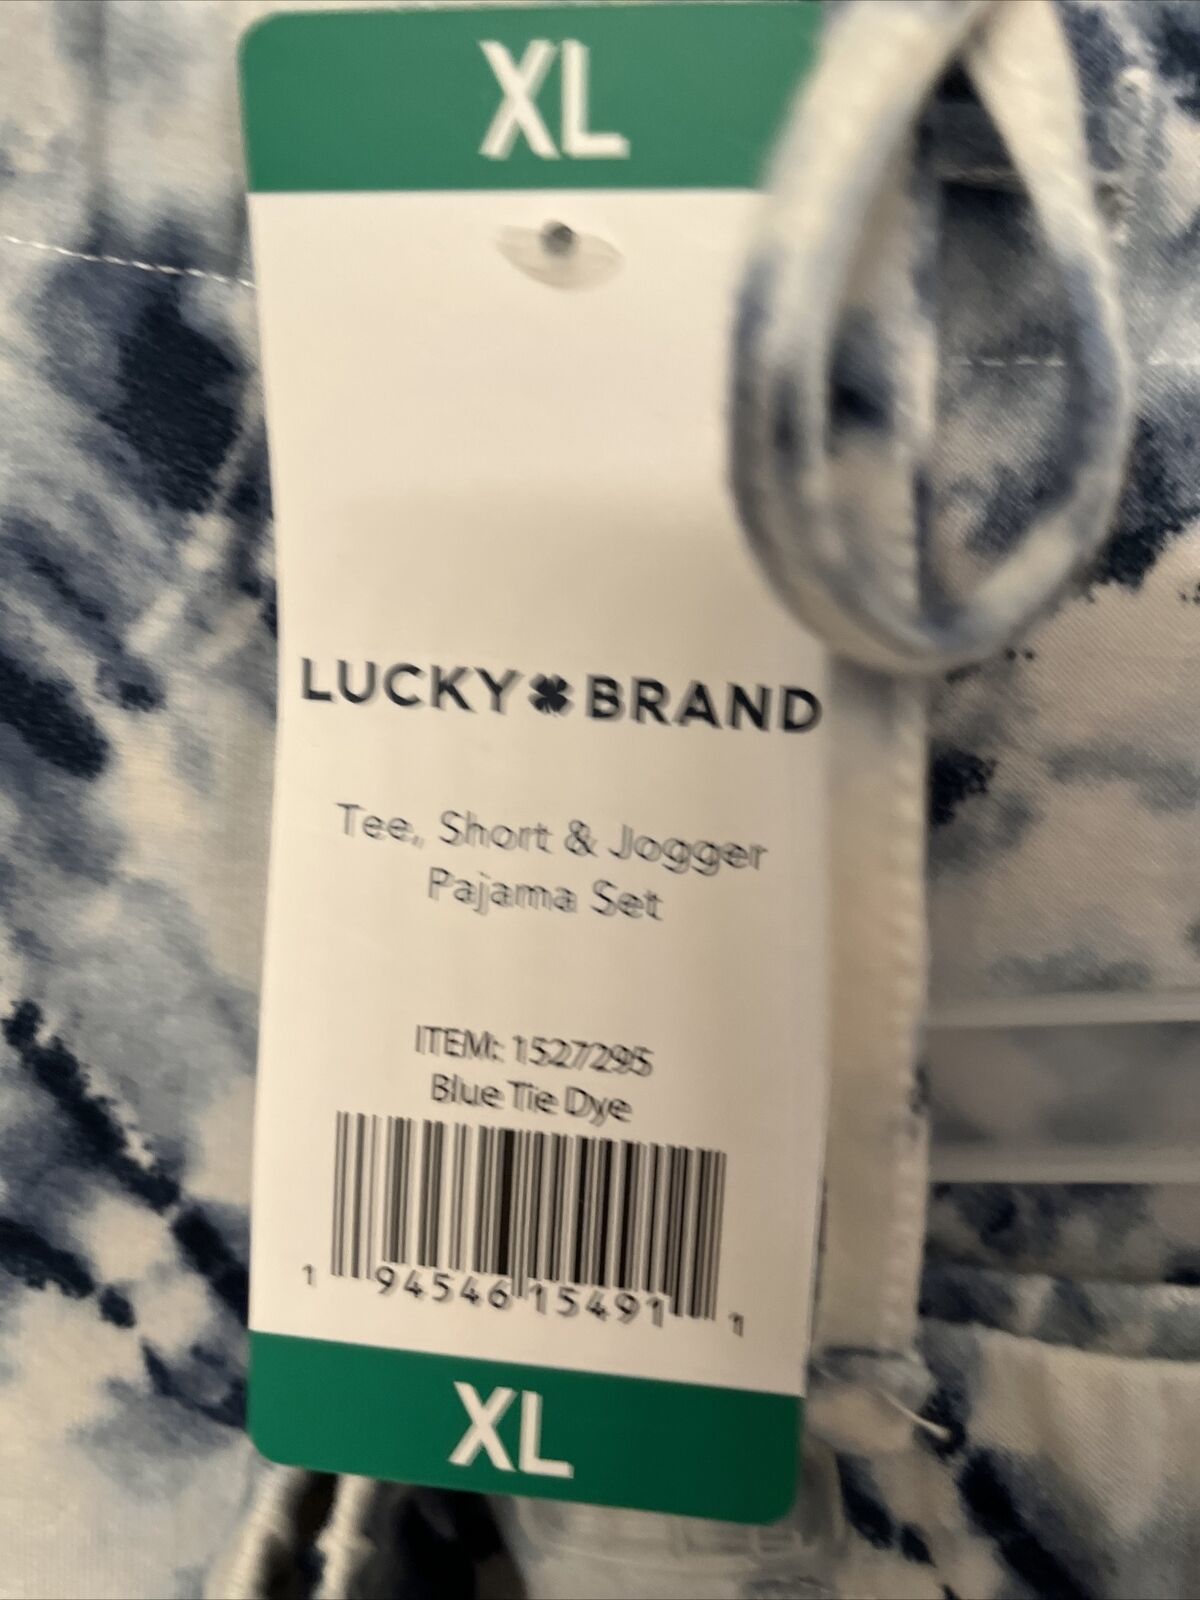 XL
LUCKY BRAND
Tee, Short & Jogger
Pajama Set
ITEM: 1527295
Blue Tie Dye
1 94546 15491 1
XL